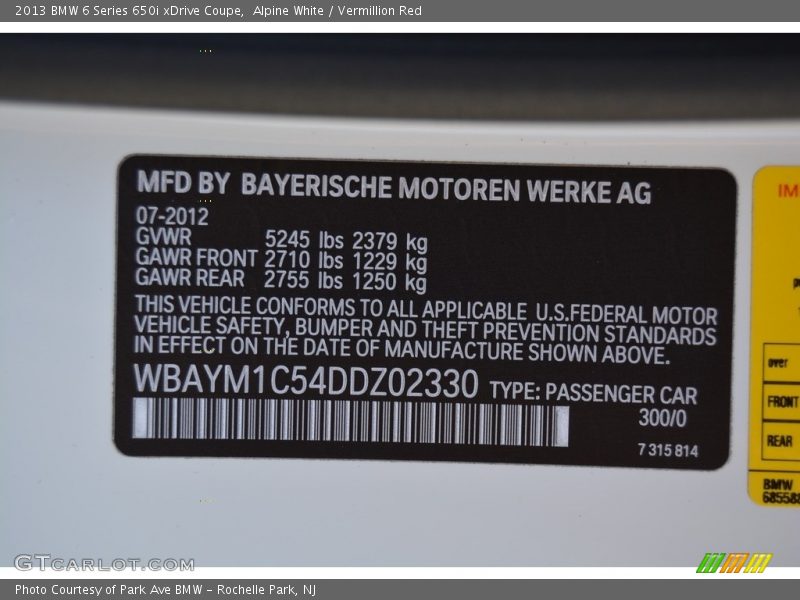 2013 BMW 6 Series 650i xDrive Coupe,  Alpine White / Vermillion Red
MFD BY BAYERISCHE MOTOREN WERKE AG
07-2012
GVWR 5245 lbs 2379 kg
GAWR FRONT 2710 lbs 1229 kg
GAWR REAR 2755 lbs 1250 kg
THIS VEHICLE CONFORMS TO ALL APPLICABLE U.S.FEDERAL MOTOR
VEHICLE SAFETY, BUMPER AND THEFT PREVENTION STANDARDS
IN EFFECT ON THE DATE OF MANUFACTURE SHOWN ABOVE.
WBAYM1C54DDZ02330 TYPE: PASSENGER CAR
300/0
7 315 814
IM
over
FRONT
REAR
BMW
68558
GTCARLOT.COM
Photo Courtesy of Park Ave BMW – Rochelle Park, NJ